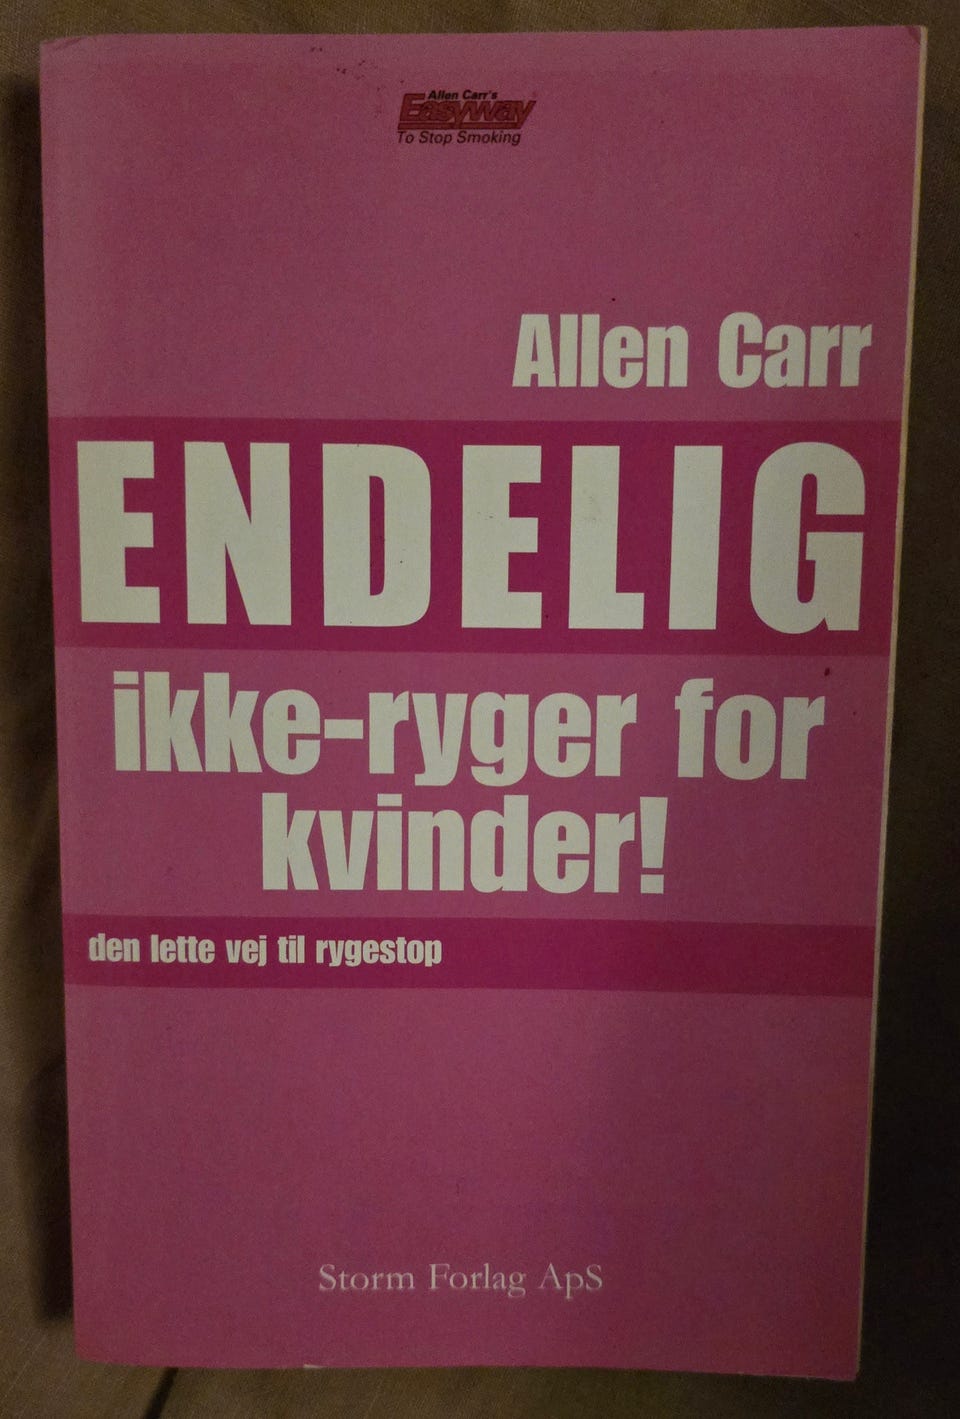 Allen Carr's
Easyway
To Stop Smoking
Allen Carr
ENDELIG
ikke-ryger for
kvinder!
den lette vej til rygestop
Storm Forlag ApS